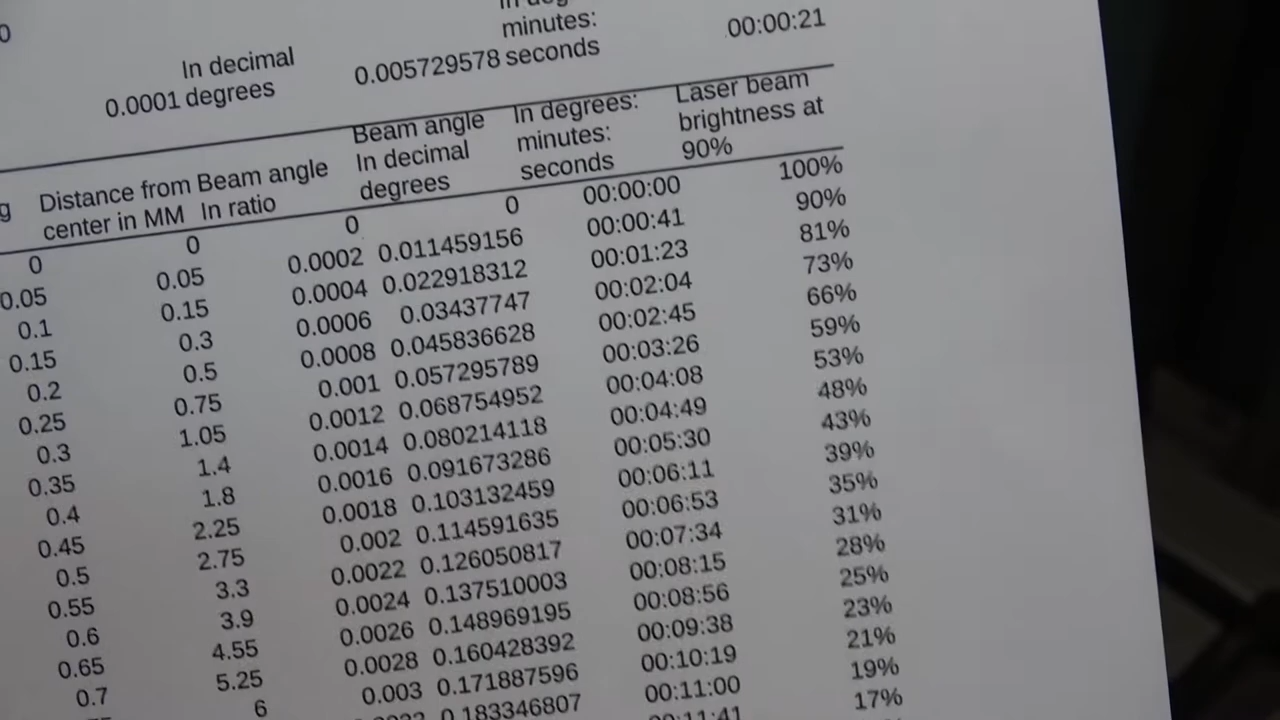 0
minutes:
In decimal
0.0001 degrees 0.005729578 seconds 00:00:21
Beam angle In degrees: Laser beam
g Distance from Beam angle In decimal minutes: brightness at
center in MM In ratio degrees seconds 90%
0 0 0 0 00:00:00 100%
0.05 0.05 0.0002 0.011459156 00:00:41 90%
0.1 0.15 0.0004 0.022918312 00:01:23 81%
0.15 0.3 0.0006 0.03437747 00:02:04 73%
0.2 0.5 0.0008 0.045836628 00:02:45 66%
0.25 0.75 0.001 0.057295789 00:03:26 59%
0.3 1.05 0.0012 0.068754952 00:04:08 53%
0.35 1.4 0.0014 0.080214118 00:04:49 48%
0.4 1.8 0.0016 0.091673286 00:05:30 43%
0.45 2.25 0.0018 0.103132459 00:06:11 39%
0.5 2.75 0.002 0.114591635 00:06:53 35%
0.55 3.3 0.0022 0.126050817 00:07:34 31%
0.6 3.9 0.0024 0.137510003 00:08:15 28%
0.65 4.55 0.0026 0.148969195 00:08:56 25%
0.7 5.25 0.0028 0.160428392 00:09:38 23%
6 0.003 0.171887596 00:10:19 21%
0.183346807 00:11:00 19%
00:11:41 17%